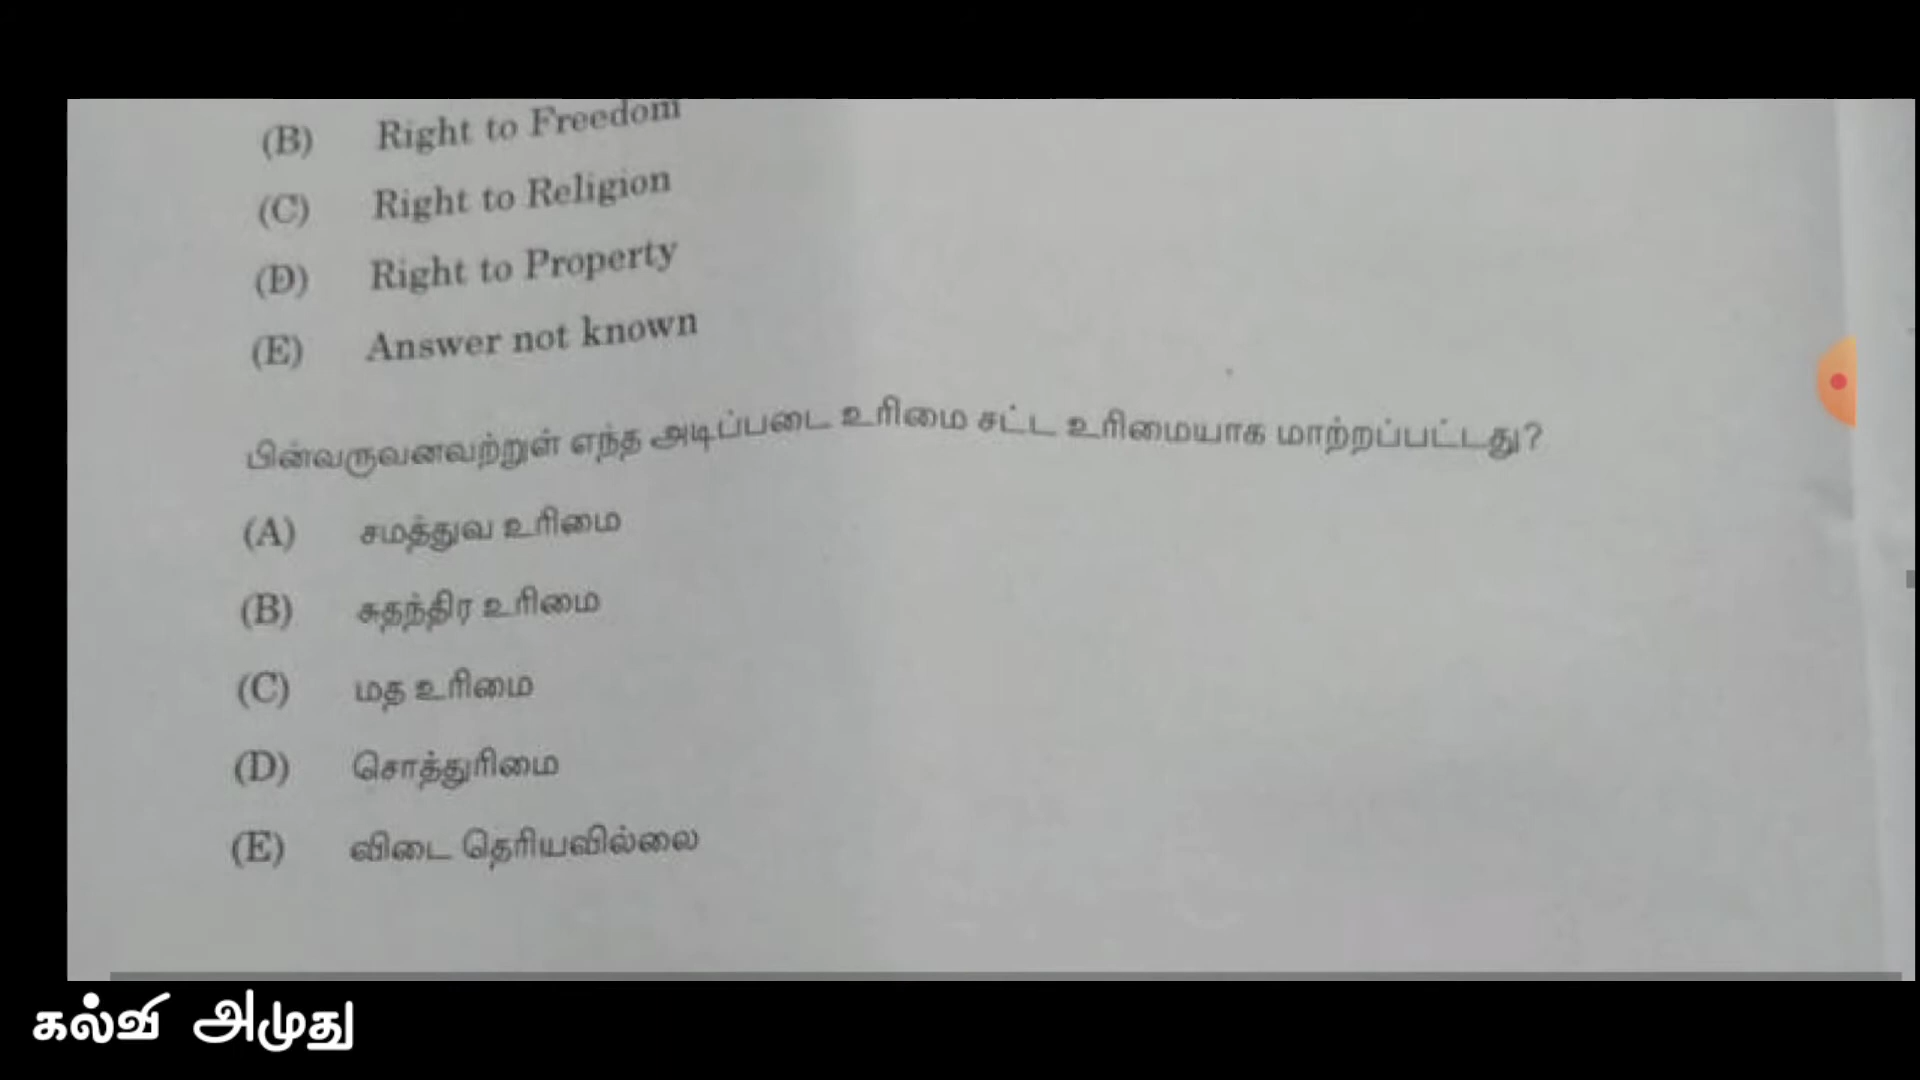 (B) Right to Freedom
(C) Right to Religion
(D) Right to Property
(E) Answer not known
பின்வருவனவற்றுள் எந்த அடிப்படை உரிமை சட்ட உரிமையாக மாற்றப்பட்டது?
(A) சமத்துவ உரிமை
(B) சுதந்திர உரிமை
(C) மத உரிமை
(D) சொத்துரிமை
(E) விடை தெரியவில்லை
கல்வி அமுது